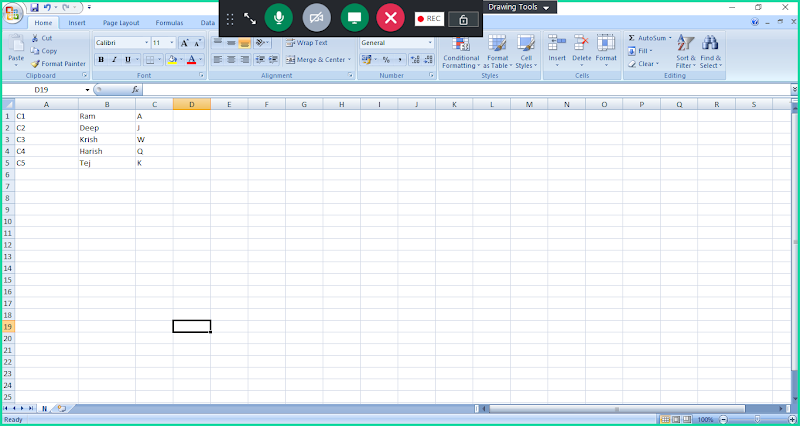 REC
Drawing Tools
Home Insert Page Layout Formulas Data
Cut
Copy
Format Painter
Paste
Clipboard
Calibri 11 A A
B I U A
Font
Wrap Text
Merge & Center
Alignment
General
%
Number
Conditional Formatting
Format as Table
Cell Styles
Styles
Insert Delete Format
Cells
Σ AutoSum
Fill
Clear
Sort & Filter
Find & Select
Editing
D19 fx
A B C D E F G H I J K L M N O P Q R S
1 C1 Ram A
2 C2 Deep J
3 C3 Krish W
4 C4 Harish Q
5 C5 Tej K
6
7
8
9
10
11
12
13
14
15
16
17
18
19
20
21
22
23
24
25
N
Ready 100%